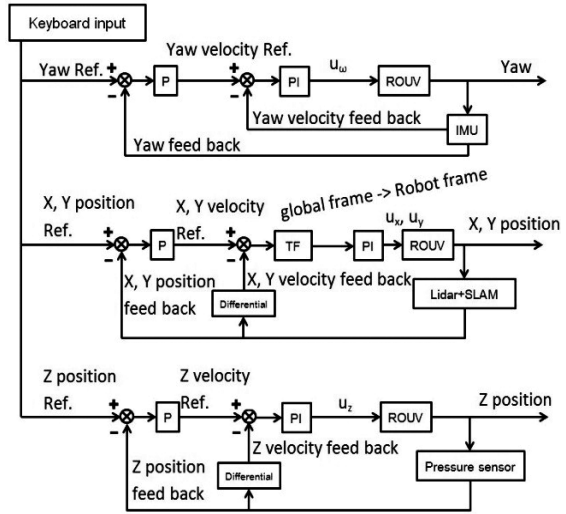 Keyboard input
Yaw velocity Ref.
Yaw Ref.
P
PI
uω
ROUV
Yaw
Yaw velocity feed back
IMU
Yaw feed back
global frame -> Robot frame
X, Y position
Ref.
X, Y velocity
Ref.
P
TF
PI
ux, uy
ROUV
X, Y position
X, Y position
feed back
X, Y velocity feed back
Differential
Lidar+SLAM
Z position
Ref.
Z velocity
Ref.
P
PI
uz
ROUV
Z position
Z velocity feed back
Z position
feed back
Differential
Pressure sensor